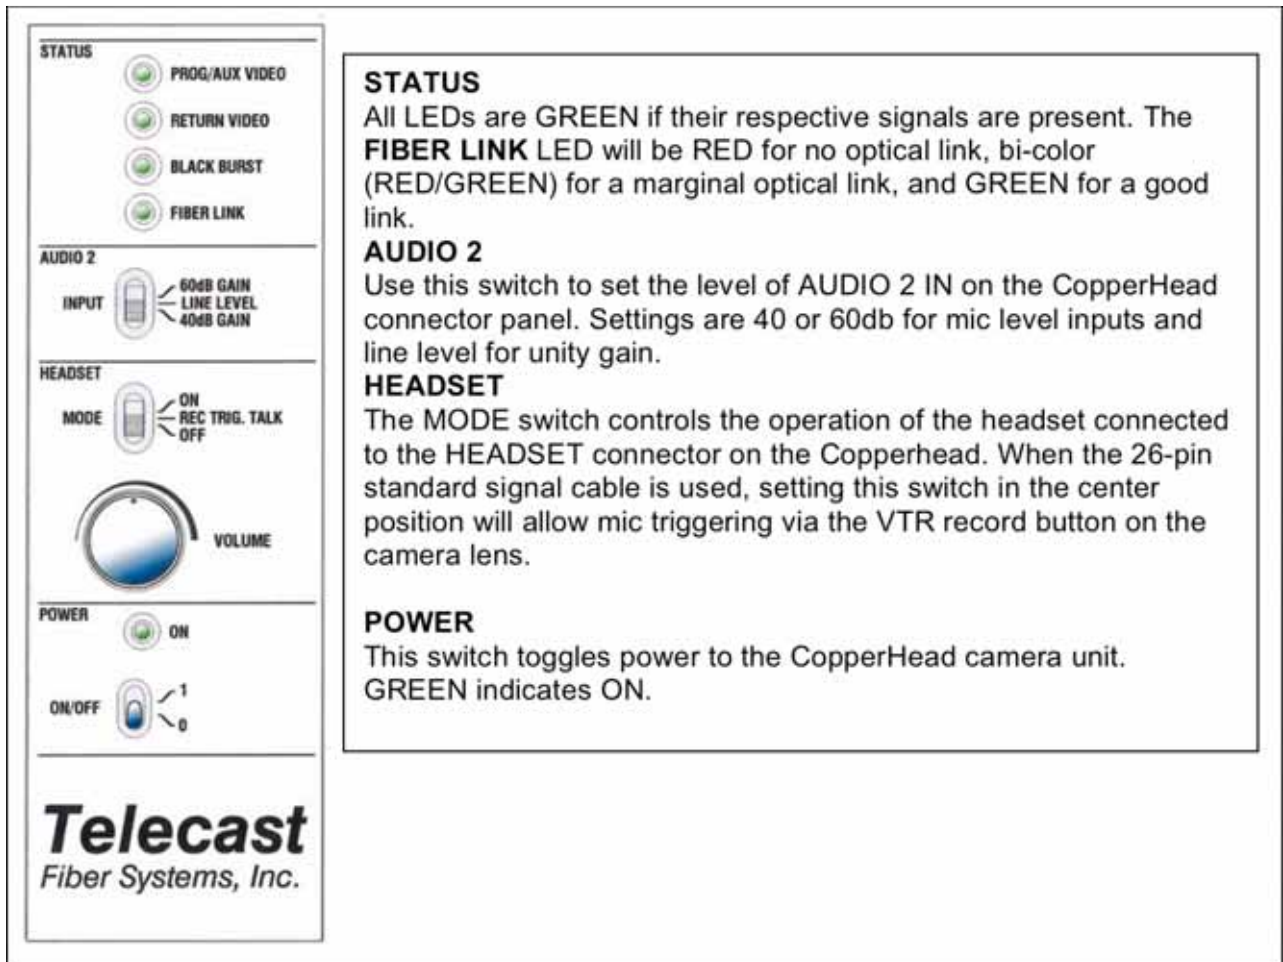 STATUS
PROG/AUX VIDEO
RETURN VIDEO
BLACK BURST
FIBER LINK
AUDIO 2
INPUT
60dB GAIN
LINE LEVEL
40dB GAIN
HEADSET
MODE
ON
REC TRIG. TALK
OFF
VOLUME
POWER
ON
ON/OFF
1
0
Telecast
Fiber Systems, Inc.
STATUS
All LEDs are GREEN if their respective signals are present. The
FIBER LINK LED will be RED for no optical link, bi-color
(RED/GREEN) for a marginal optical link, and GREEN for a good
link.
AUDIO 2
Use this switch to set the level of AUDIO 2 IN on the CopperHead
connector panel. Settings are 40 or 60db for mic level inputs and
line level for unity gain.
HEADSET
The MODE switch controls the operation of the headset connected
to the HEADSET connector on the Copperhead. When the 26-pin
standard signal cable is used, setting this switch in the center
position will allow mic triggering via the VTR record button on the
camera lens.
POWER
This switch toggles power to the CopperHead camera unit.
GREEN indicates ON.